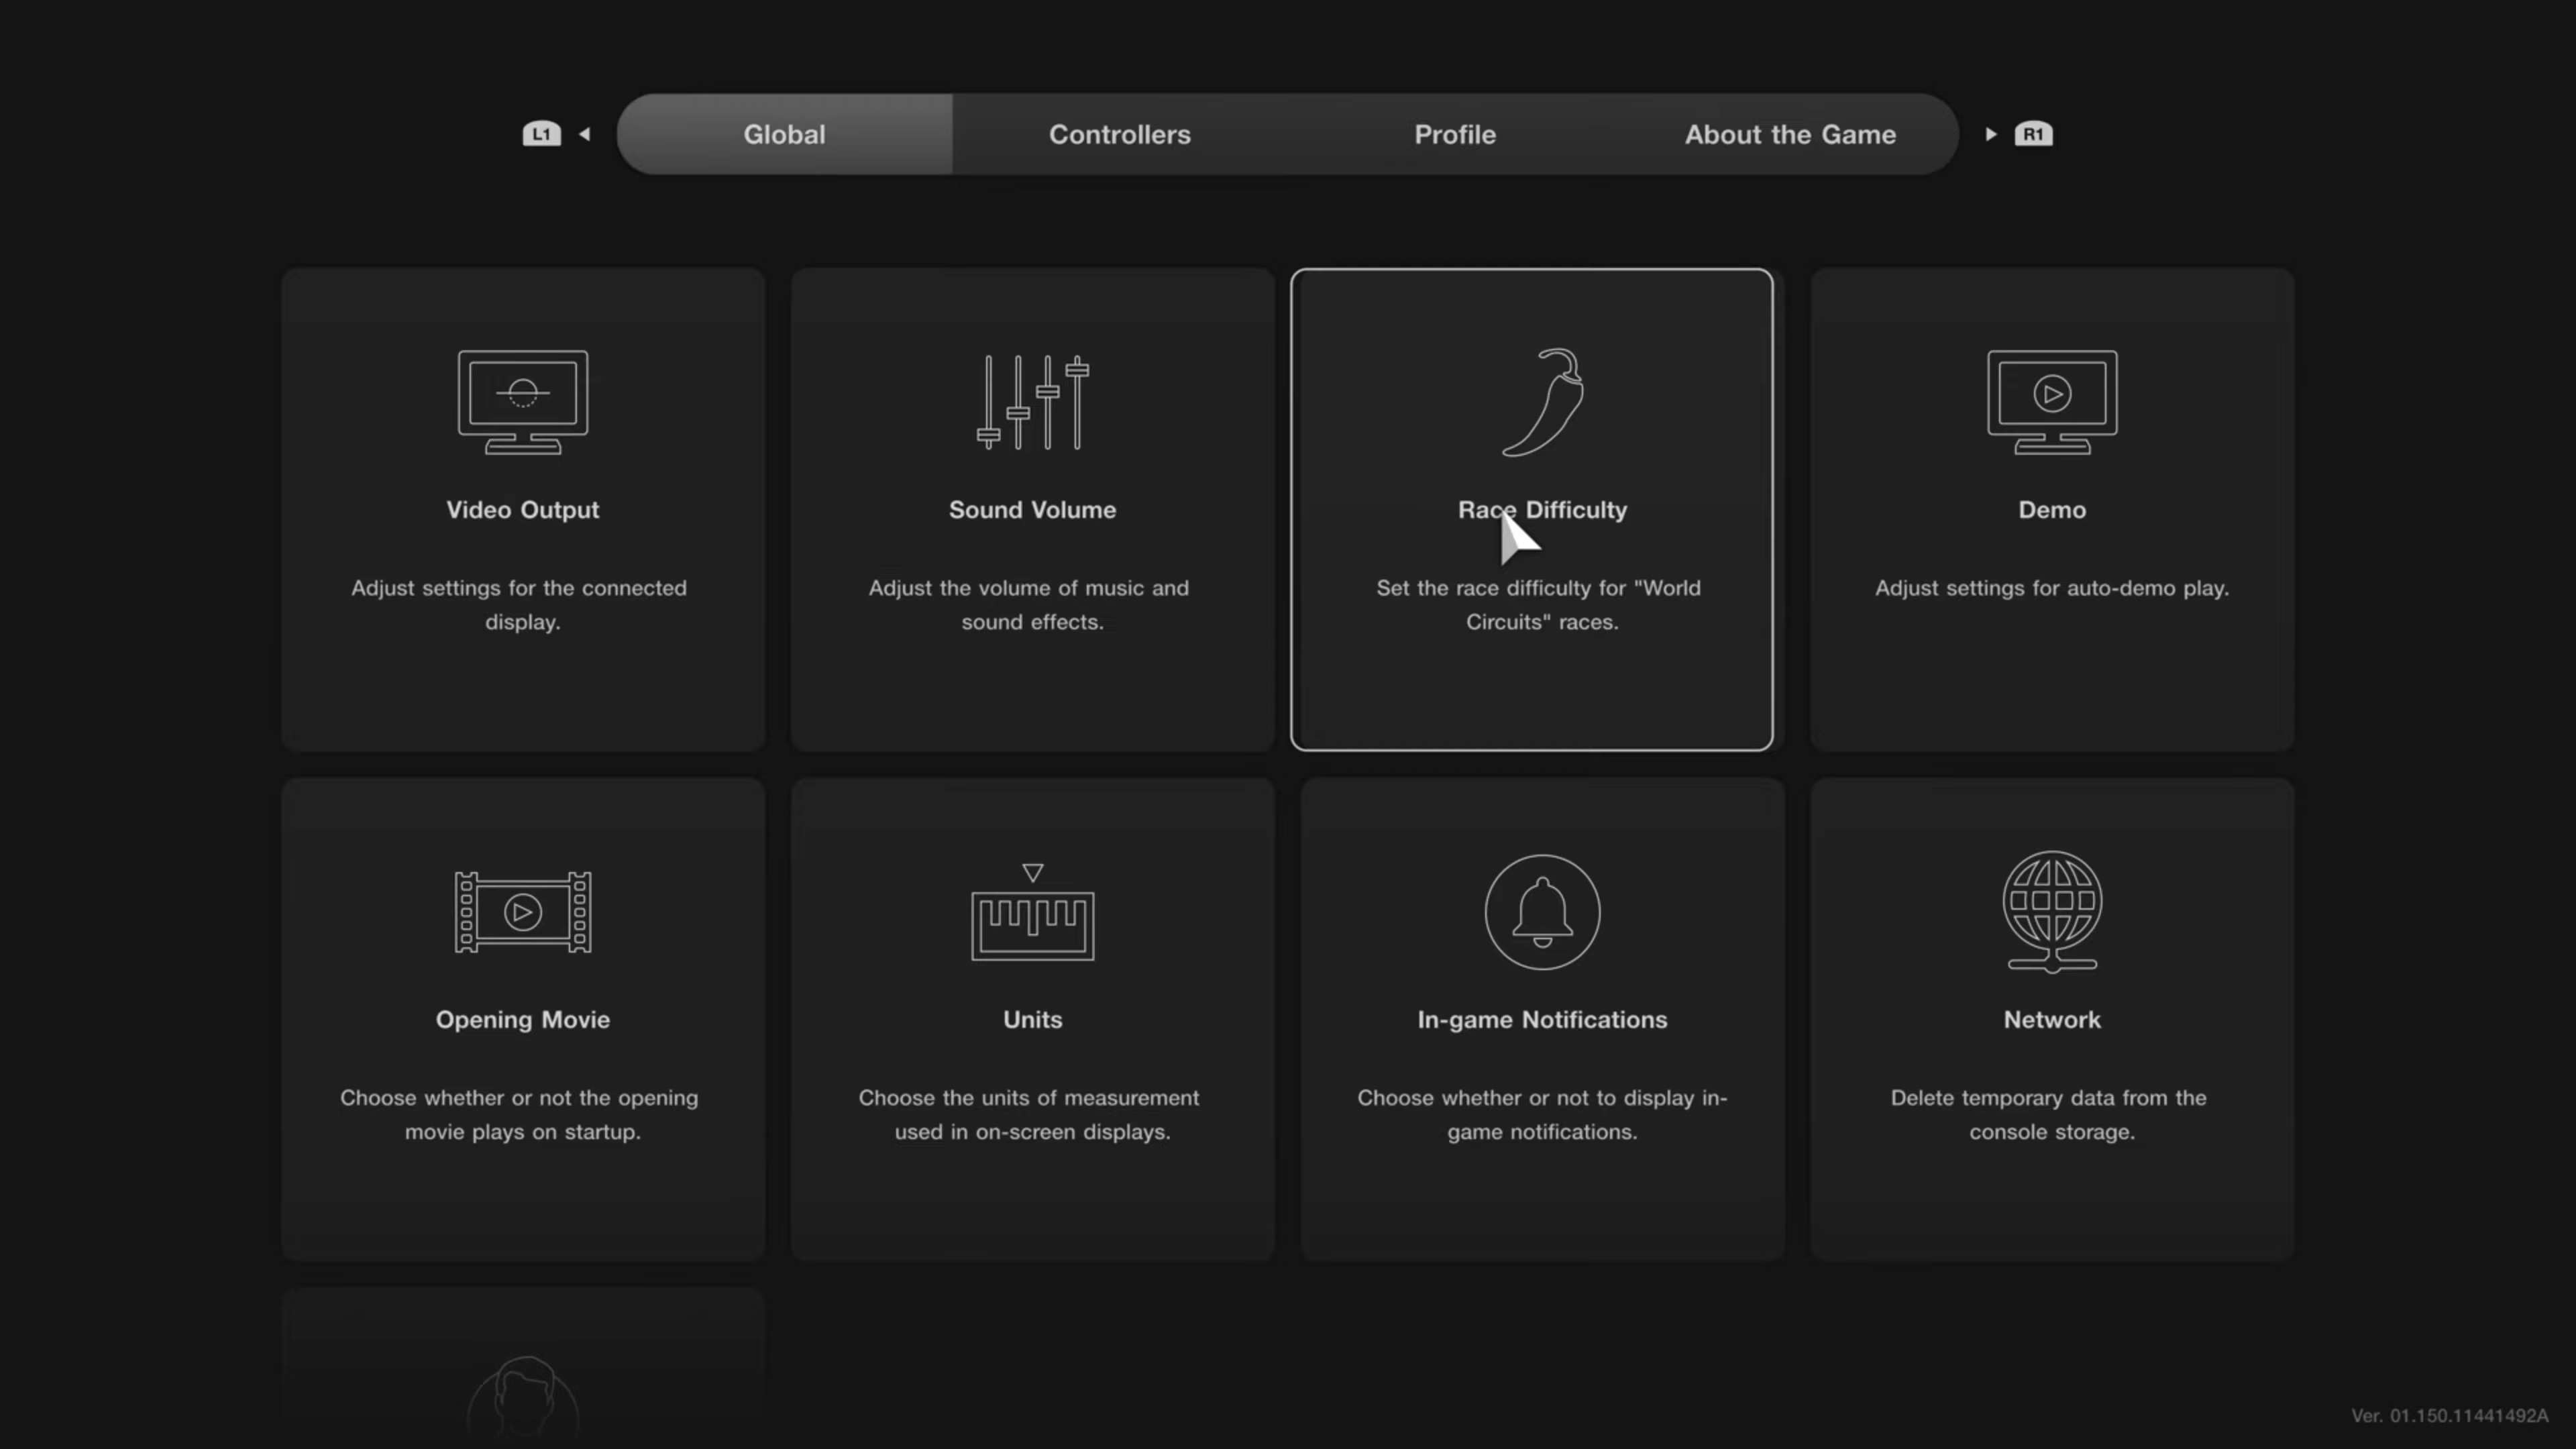 L1 Global Controllers Profile About the Game R1
Video Output
Adjust settings for the connected
display.
Sound Volume
Adjust the volume of music and
sound effects.
Race Difficulty
Set the race difficulty for "World
Circuits" races.
Demo
Adjust settings for auto-demo play.
Opening Movie
Choose whether or not the opening
movie plays on startup.
Units
Choose the units of measurement
used in on-screen displays.
In-game Notifications
Choose whether or not to display in-
game notifications.
Network
Delete temporary data from the
console storage.
Ver. 01.150.11441492A